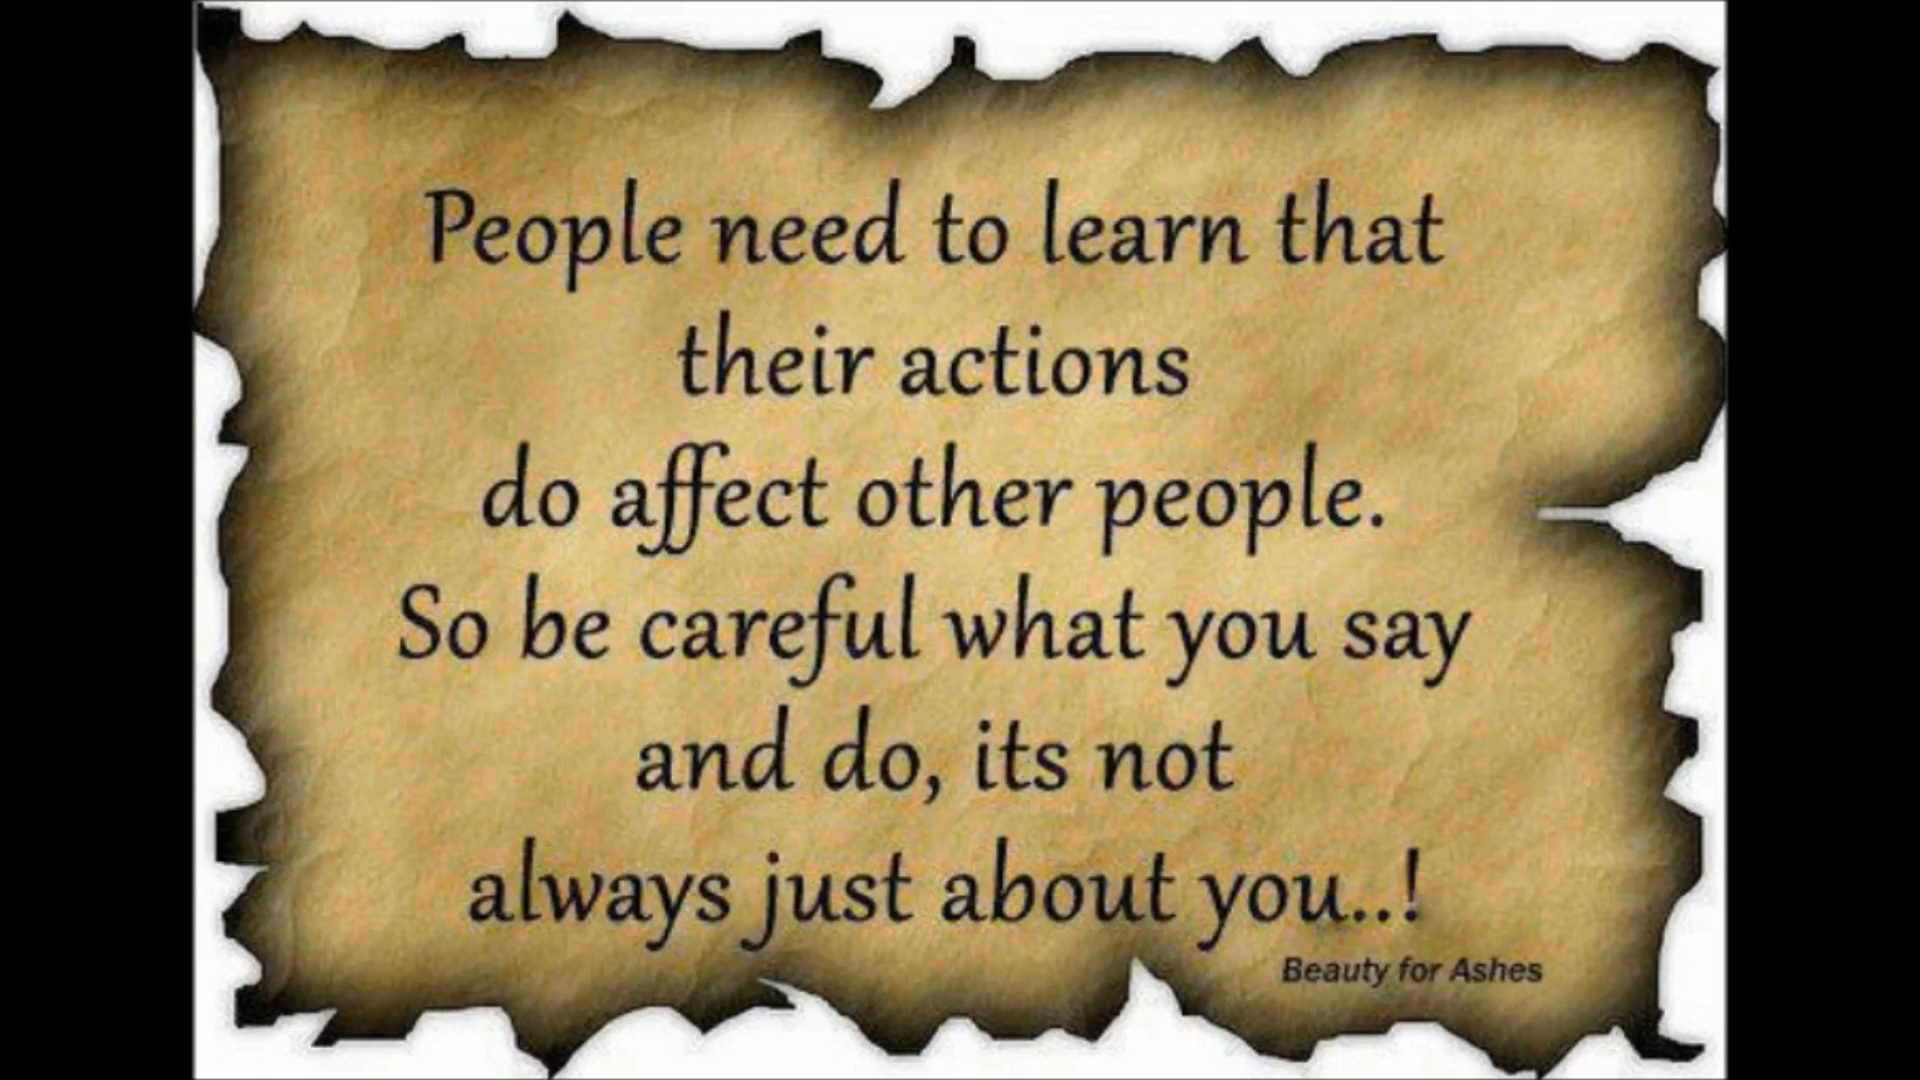 People need to learn that
their actions
do affect other people.
So be careful what you say
and do, its not
always just about you..!
Beauty for Ashes